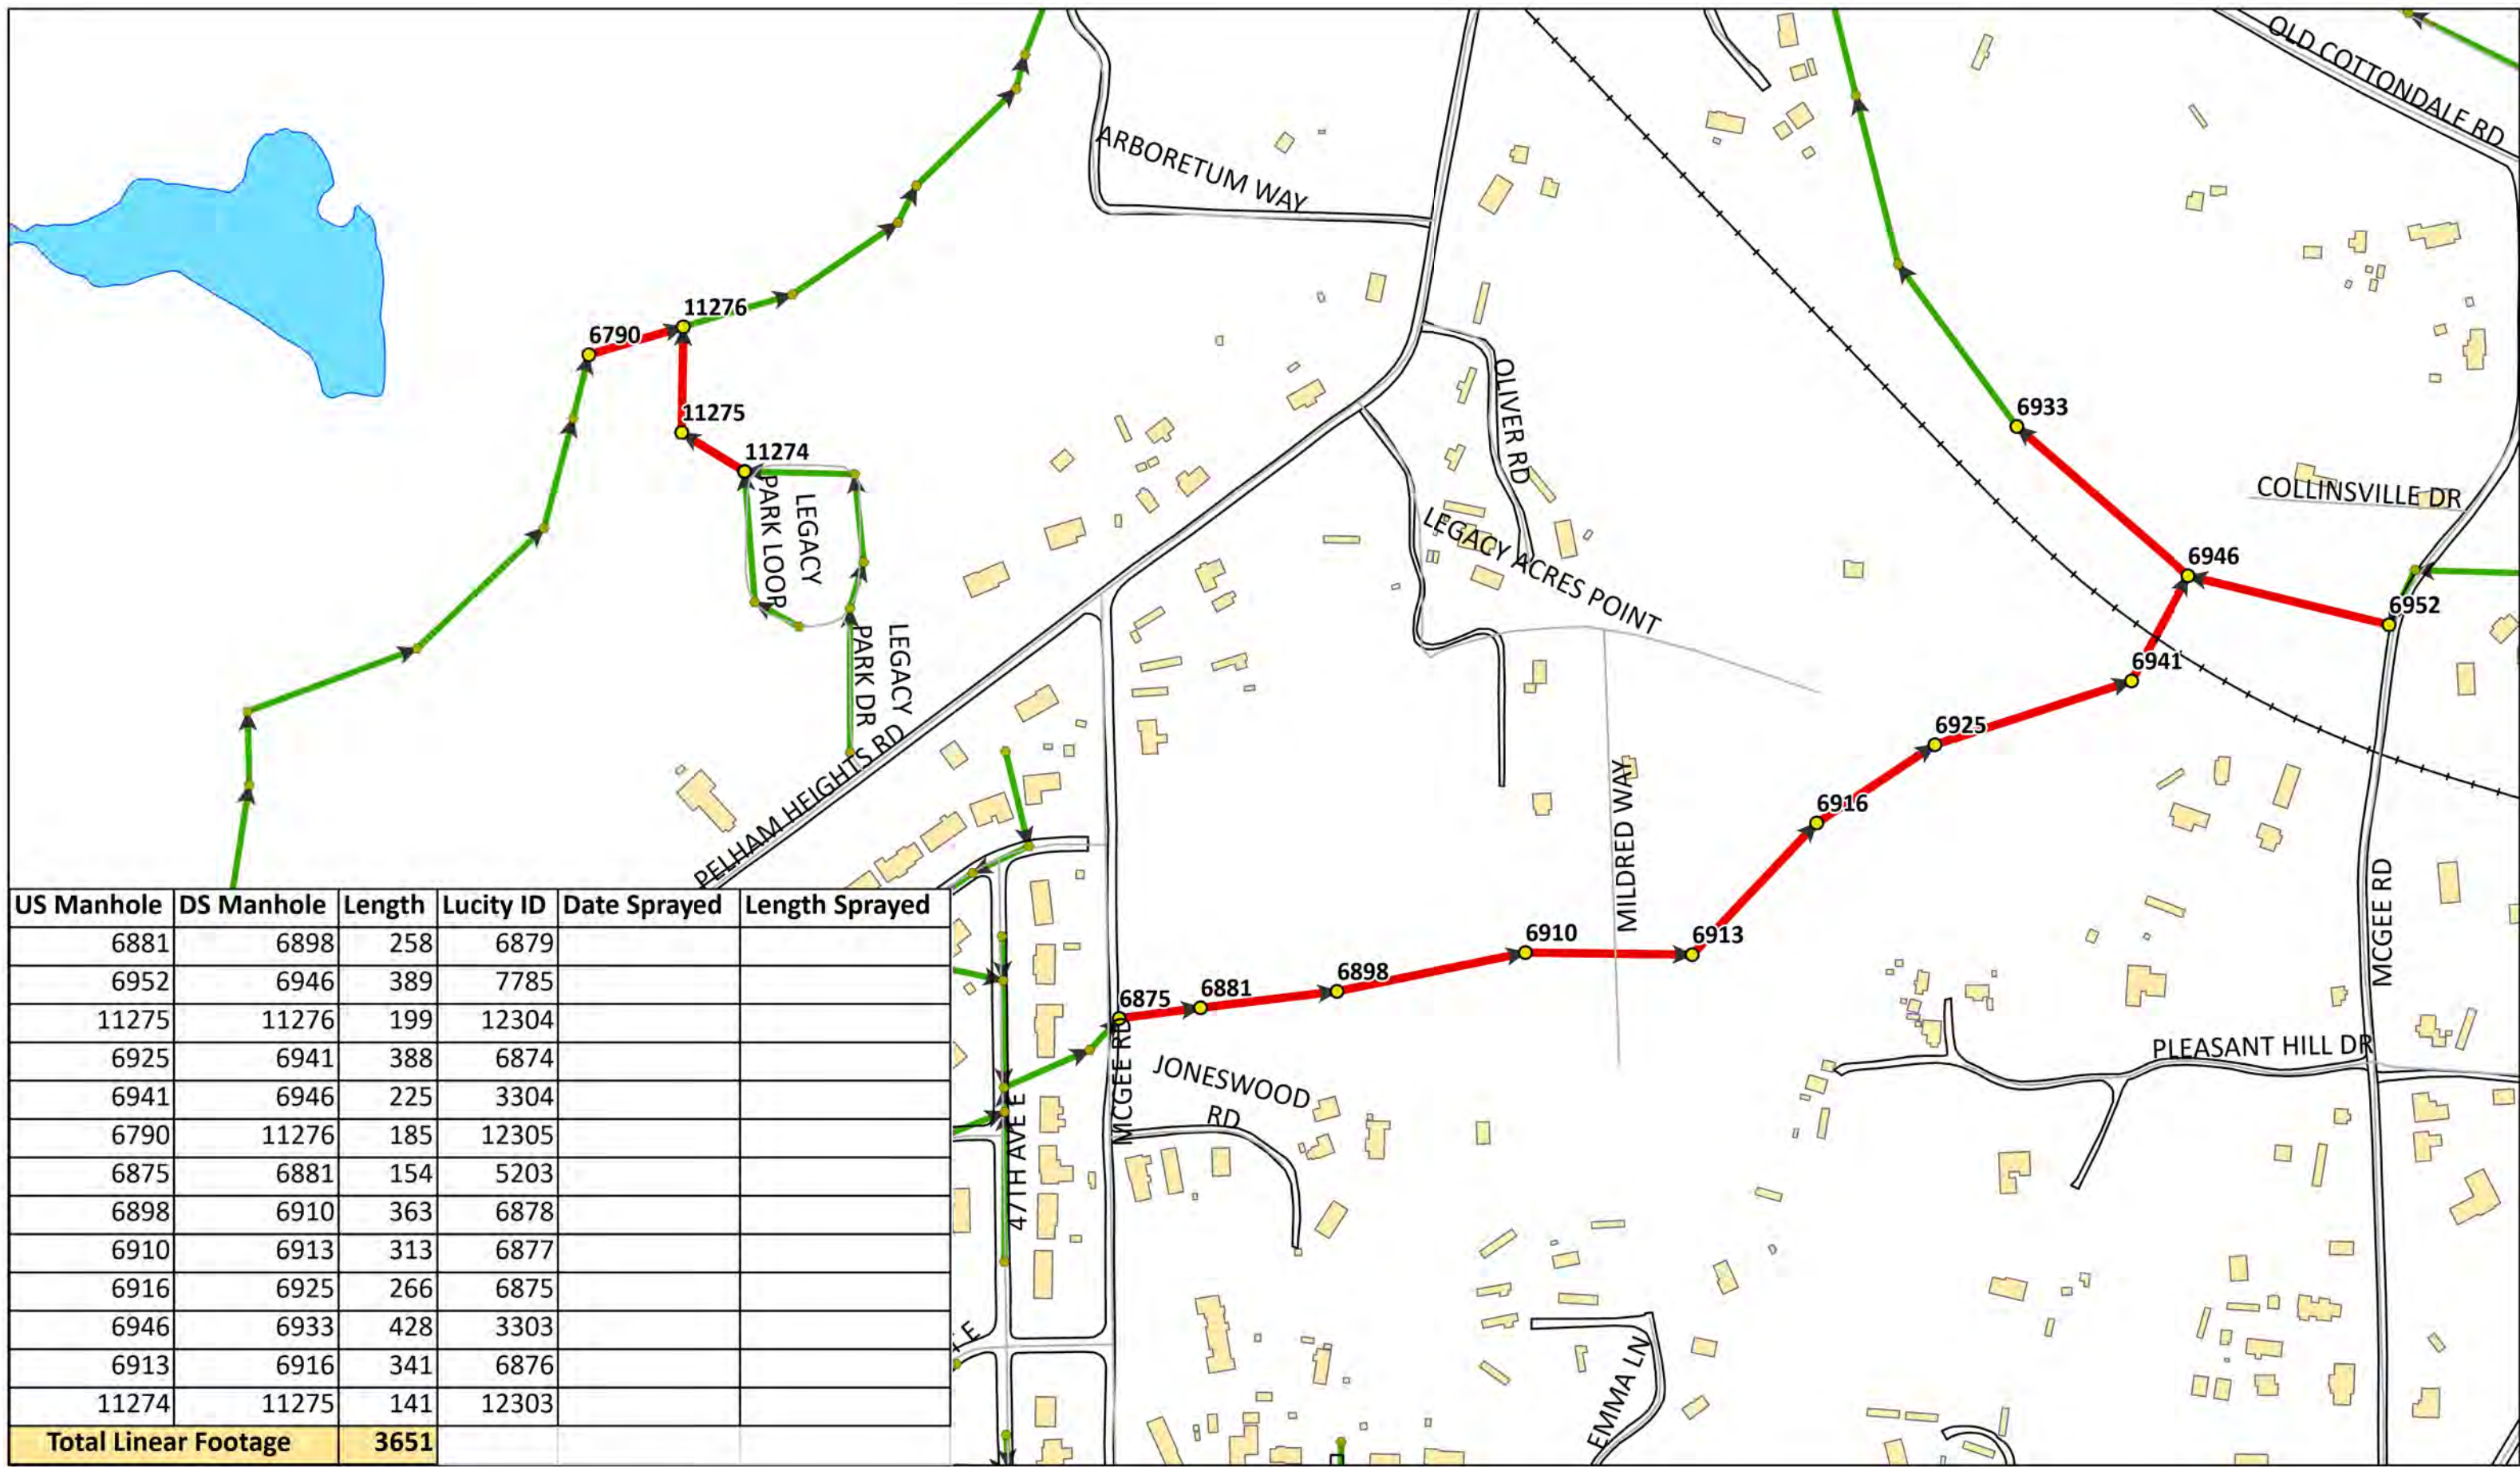 OLD COTTONDALE RD
ARBORETUM WAY
11276
6790
11275
11274
LEGACY
PARK LOOP
LEGACY
PARK DR
PELHAM HEIGHTS RD
OLIVER RD
LEGACY ACRES POINT
6933
COLLINSVILLE DR
6946
6952
6941
6925
6916
MILDRED WAY
MCGEE RD
6910
6913
6898
6881
6875
MCGEE RD
JONESWOOD
RD
PLEASANT HILL DR
47TH AVE E
E
EMMA LN
US Manhole DS Manhole Length Lucity ID Date Sprayed Length Sprayed
6881 6898 258 6879
6952 6946 389 7785
11275 11276 199 12304
6925 6941 388 6874
6941 6946 225 3304
6790 11276 185 12305
6875 6881 154 5203
6898 6910 363 6878
6910 6913 313 6877
6916 6925 266 6875
6946 6933 428 3303
6913 6916 341 6876
11274 11275 141 12303
Total Linear Footage 3651